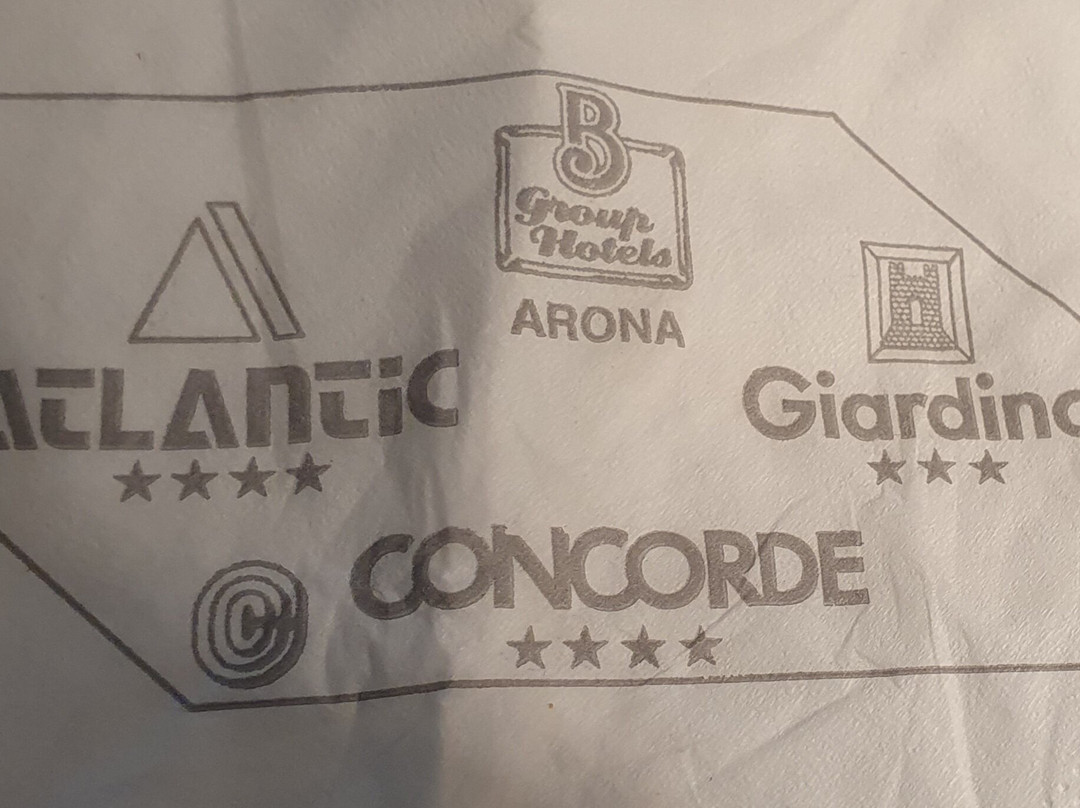 B
Group
Hotels
ARONA
ATLANTIC
★★★★
Giardino
★★★
C
CONCORDE
★★★★